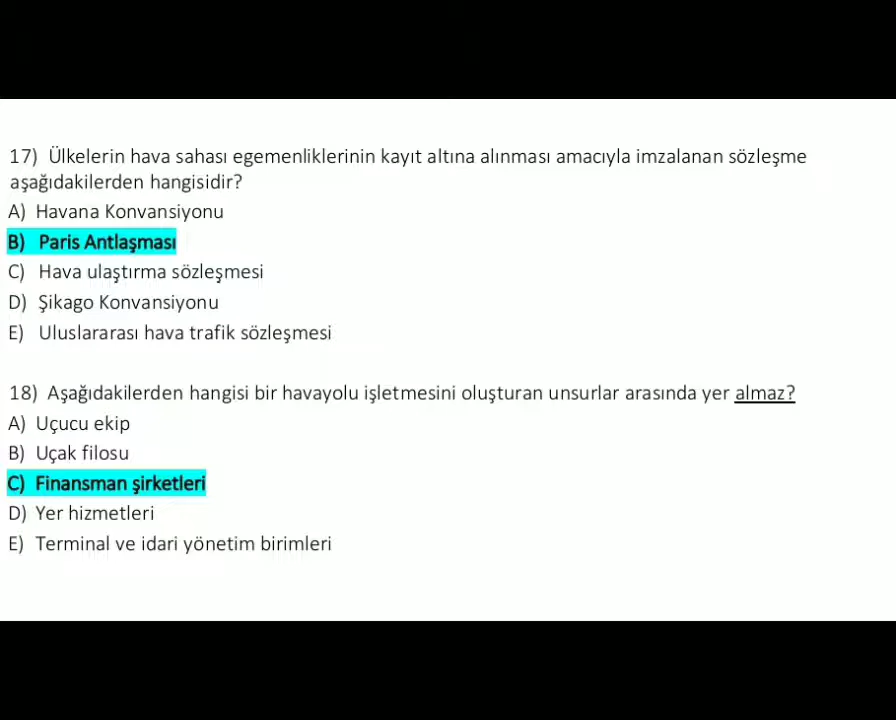 17) Ülkelerin hava sahası egemenliklerinin kayıt altına alınması amacıyla imzalanan sözleşme
aşağıdakilerden hangisidir?
A) Havana Konvansiyonu
B) Paris Antlaşması
C) Hava ulaştırma sözleşmesi
D) Şikago Konvansiyonu
E) Uluslararası hava trafik sözleşmesi
18) Aşağıdakilerden hangisi bir havayolu işletmesini oluşturan unsurlar arasında yer almaz?
A) Uçucu ekip
B) Uçak filosu
C) Finansman şirketleri
D) Yer hizmetleri
E) Terminal ve idari yönetim birimleri